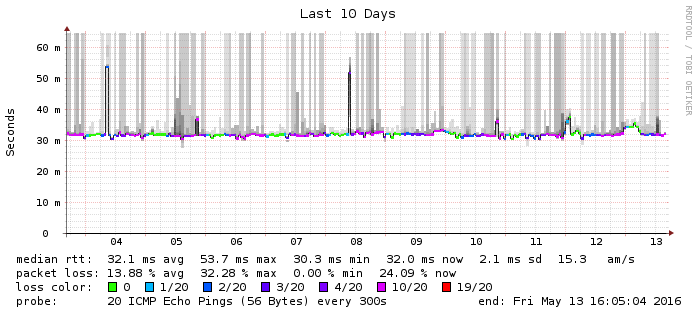 Last 10 Days
RRDTOOL / TOBI OETIKER
Seconds
60 m
50 m
40 m
30 m
20 m
10 m
0
04 05 06 07 08 09 10 11 12 13
median rtt: 32.1 ms avg 53.7 ms max 30.3 ms min 32.0 ms now 2.1 ms sd 15.3 am/s
packet loss: 13.88 % avg 32.28 % max 0.00 % min 24.09 % now
loss color: 0 1/20 2/20 3/20 4/20 10/20 19/20
probe: 20 ICMP Echo Pings (56 Bytes) every 300s end: Fri May 13 16:05:04 2016